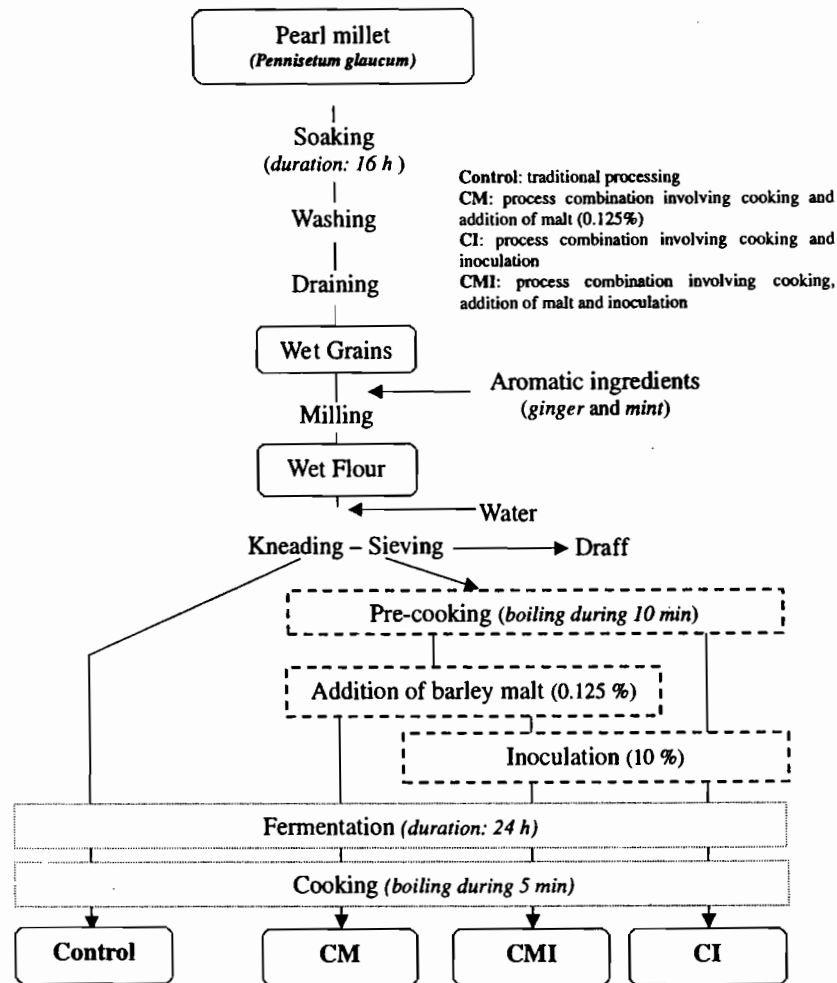 Pearl millet
(Pennisetum glaucum)
Soaking
(duration: 16 h )
Washing
Draining
Control: traditional processing
CM: process combination involving cooking and
addition of malt (0.125%)
CI: process combination involving cooking and
inoculation
CMI: process combination involving cooking,
addition of malt and inoculation
Wet Grains
Aromatic ingredients
(ginger and mint)
Milling
Wet Flour
Water
Kneading – Sieving
Draff
Pre-cooking (boiling during 10 min)
Addition of barley malt (0.125 %)
Inoculation (10 %)
Fermentation (duration: 24 h)
Cooking (boiling during 5 min)
Control
CM
CMI
CI